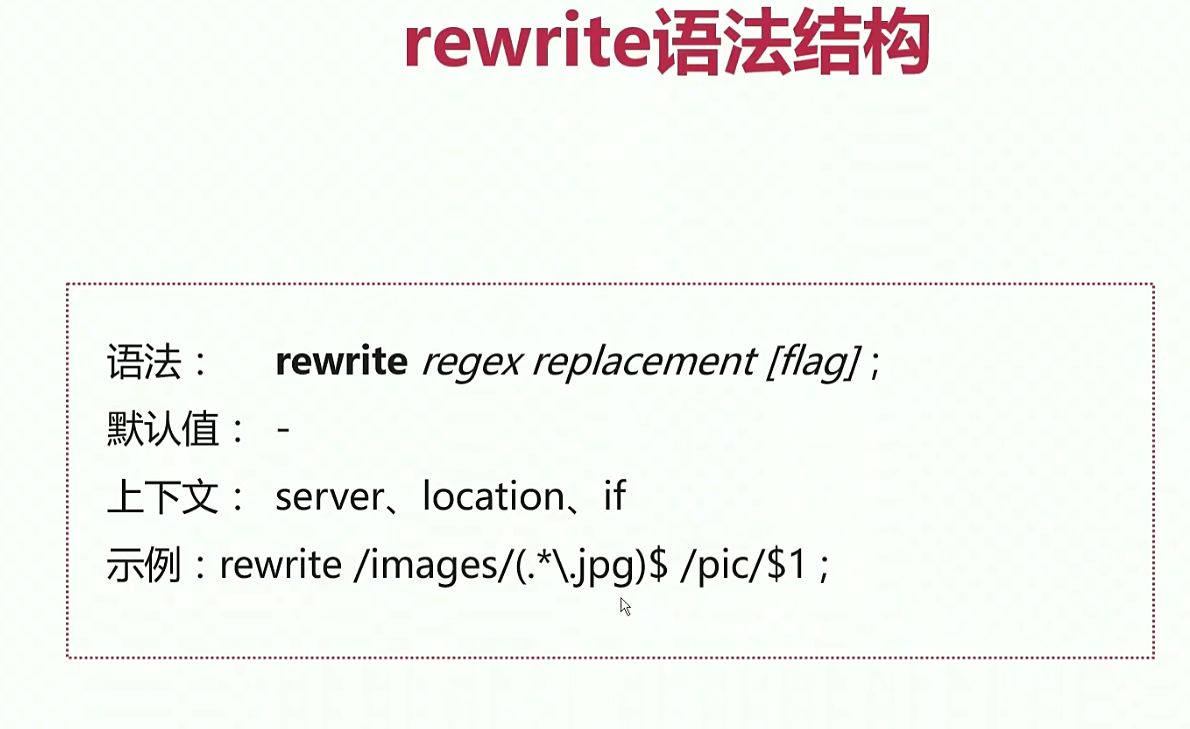 rewrite语法结构
语法： rewrite regex replacement [flag] ;
默认值： -
上下文： server、location、if
示例：rewrite /images/(.*\.jpg)$ /pic/$1 ;